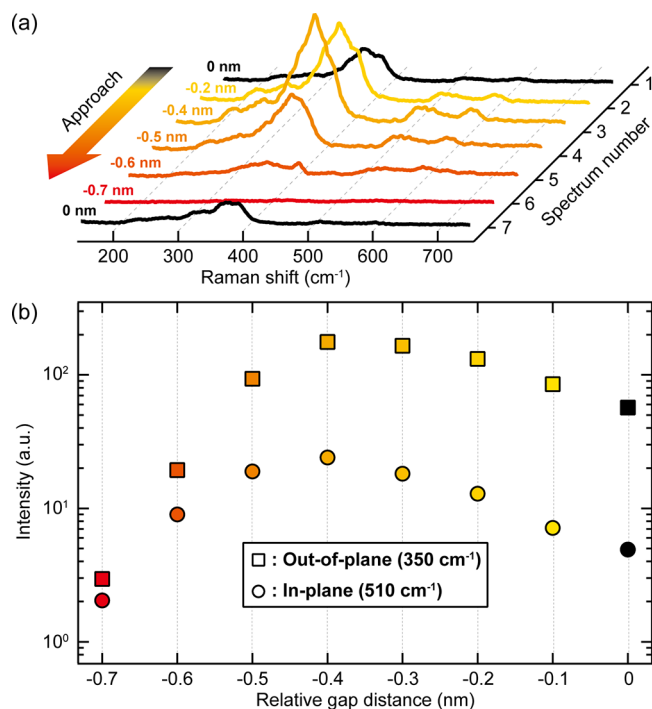 (a)
Approach
0 nm
-0.2 nm
-0.4 nm
-0.5 nm
-0.6 nm
-0.7 nm
0 nm
1
2
3
4
5
6
7
Spectrum number
200 300 400 500 600 700
Raman shift (cm⁻¹)
(b)
Intensity (a.u.)
10²
10¹
10⁰
: Out-of-plane (350 cm⁻¹)
: In-plane (510 cm⁻¹)
-0.7 -0.6 -0.5 -0.4 -0.3 -0.2 -0.1 0
Relative gap distance (nm)